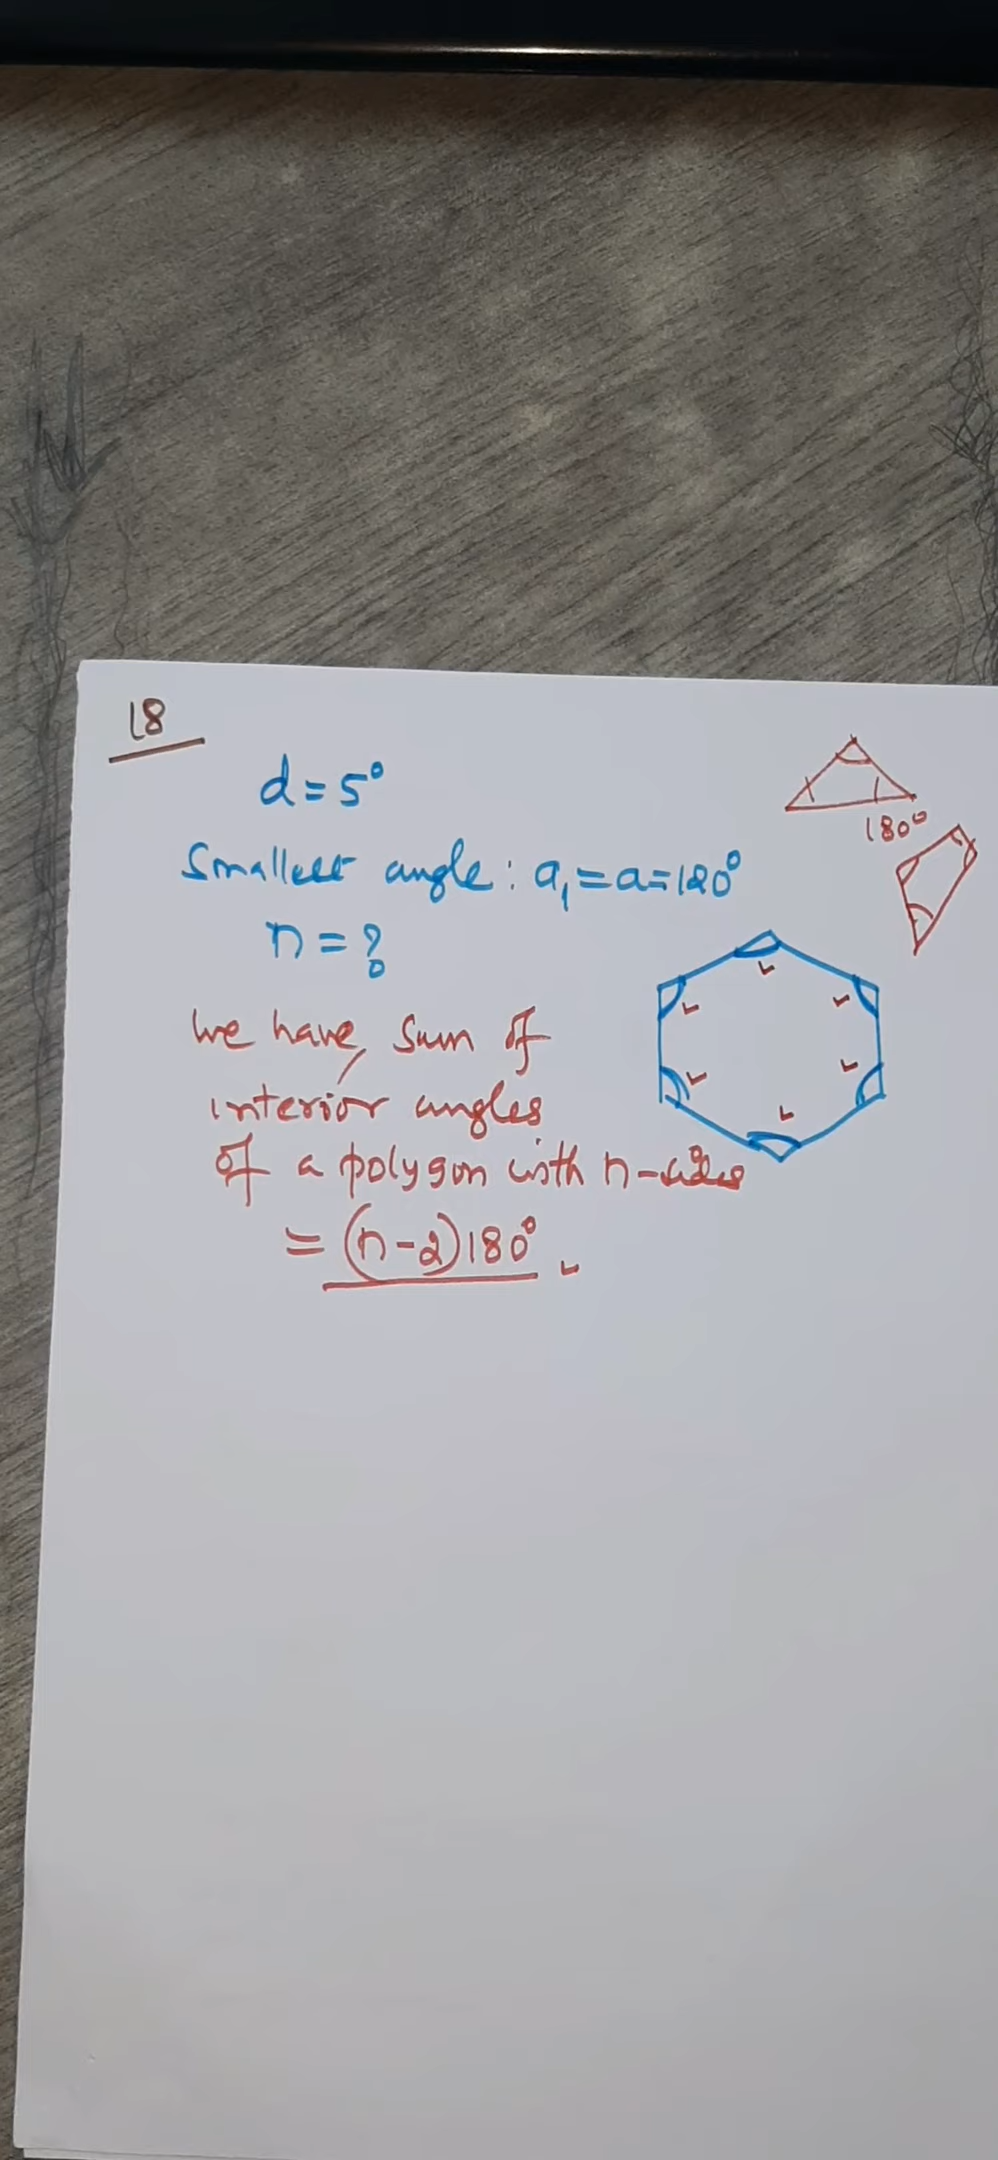 18
d = 5°
Smallest angle : a₁ = a = 120°
n = ?
180°
We have, Sum of
interior angles
of a polygon with n-sides
= (n-2)180°.